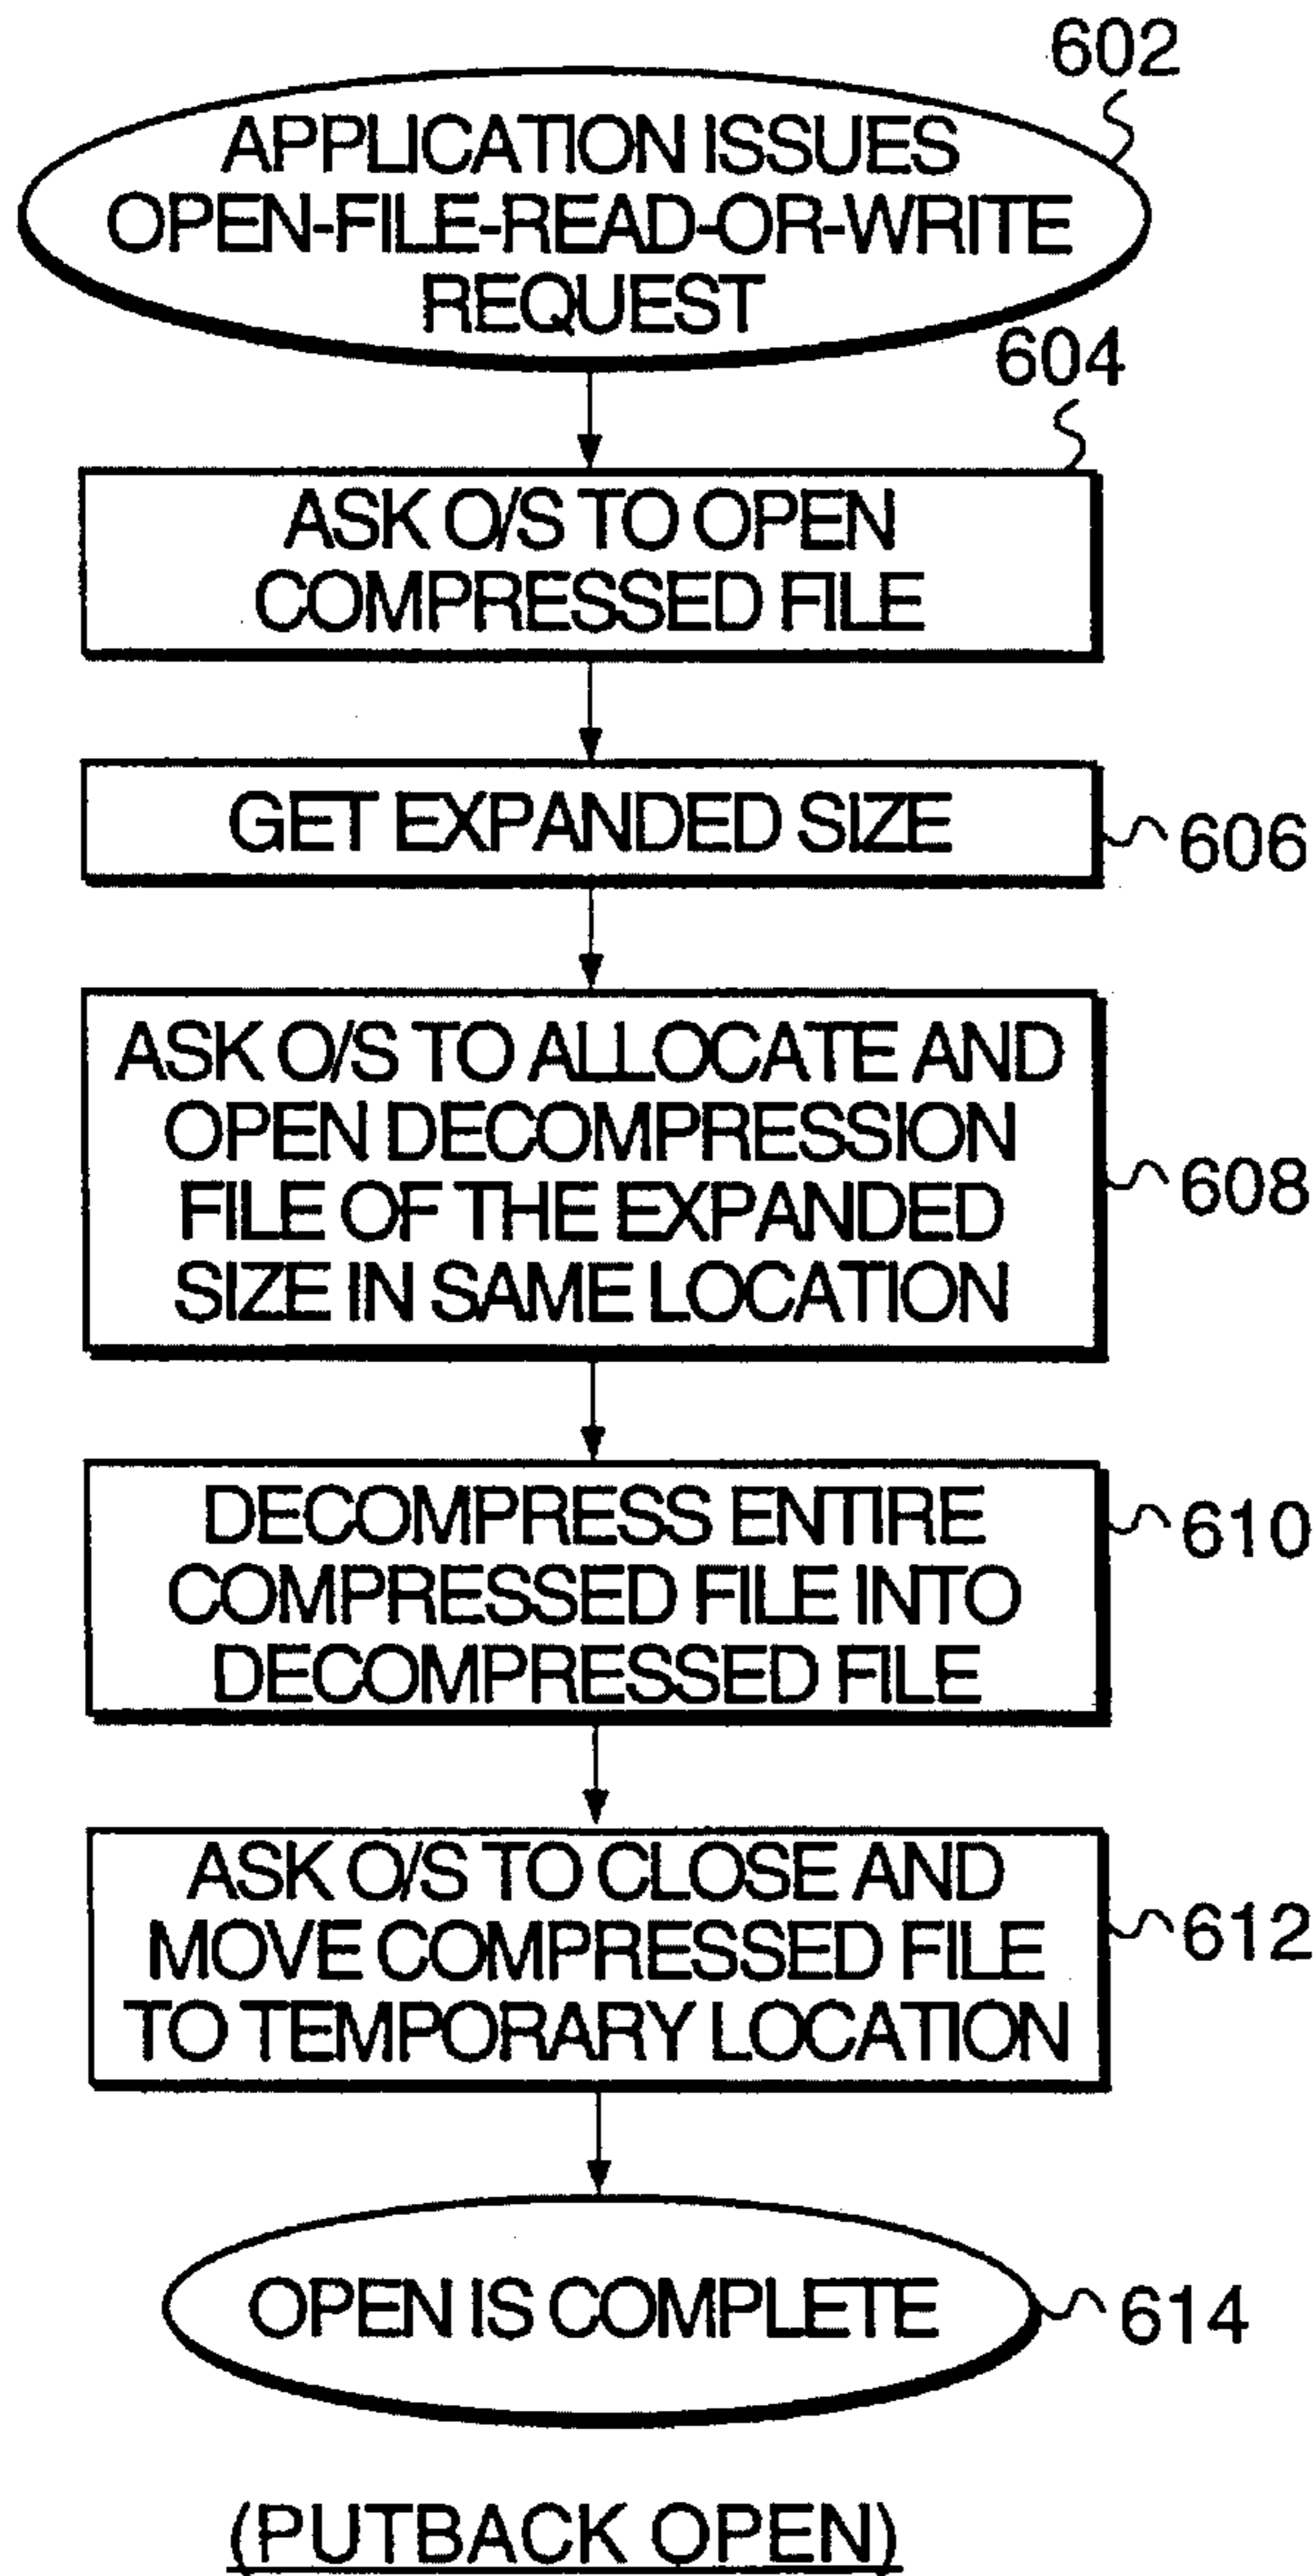 602
APPLICATION ISSUES
OPEN-FILE-READ-OR-WRITE
REQUEST
604
ASK O/S TO OPEN
COMPRESSED FILE
GET EXPANDED SIZE
606
ASK O/S TO ALLOCATE AND
OPEN DECOMPRESSION
FILE OF THE EXPANDED
SIZE IN SAME LOCATION
608
DECOMPRESS ENTIRE
COMPRESSED FILE INTO
DECOMPRESSED FILE
610
ASK O/S TO CLOSE AND
MOVE COMPRESSED FILE
TO TEMPORARY LOCATION
612
OPEN IS COMPLETE
614
(PUTBACK OPEN)